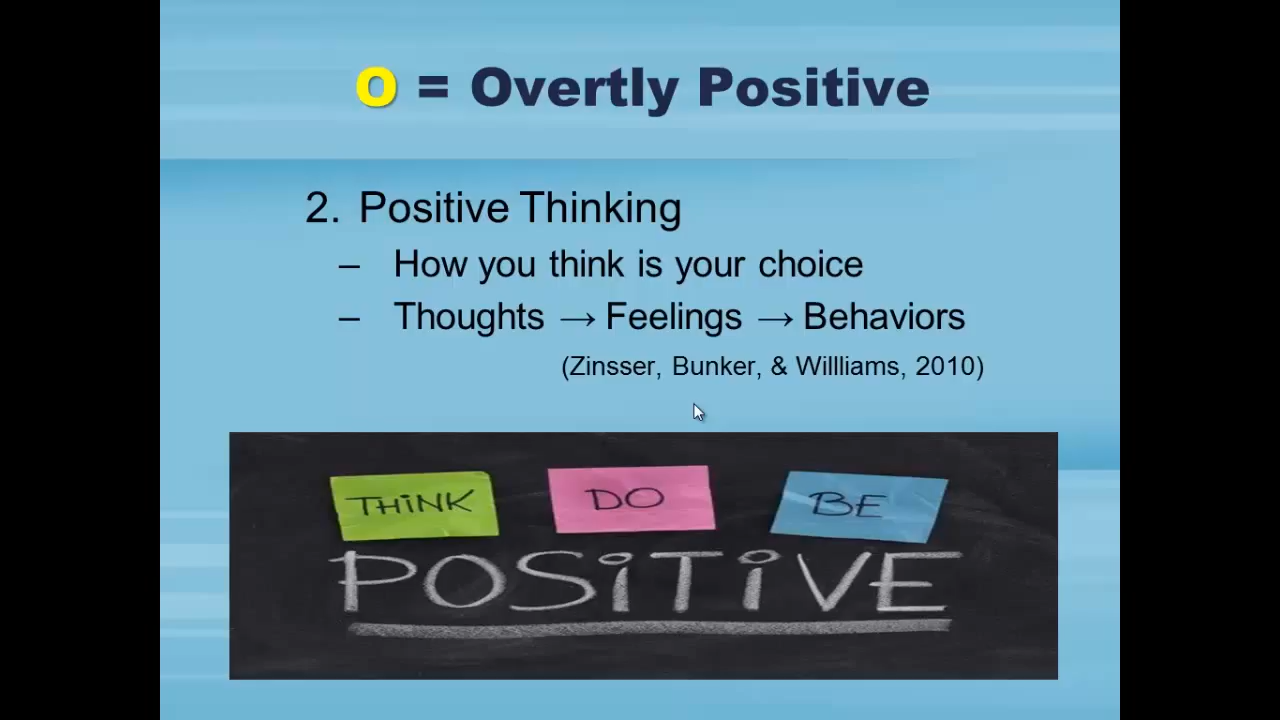 O = Overtly Positive
2. Positive Thinking
– How you think is your choice
– Thoughts → Feelings → Behaviors
(Zinsser, Bunker, & Willliams, 2010)
THiNK DO BE
POSiTiVE